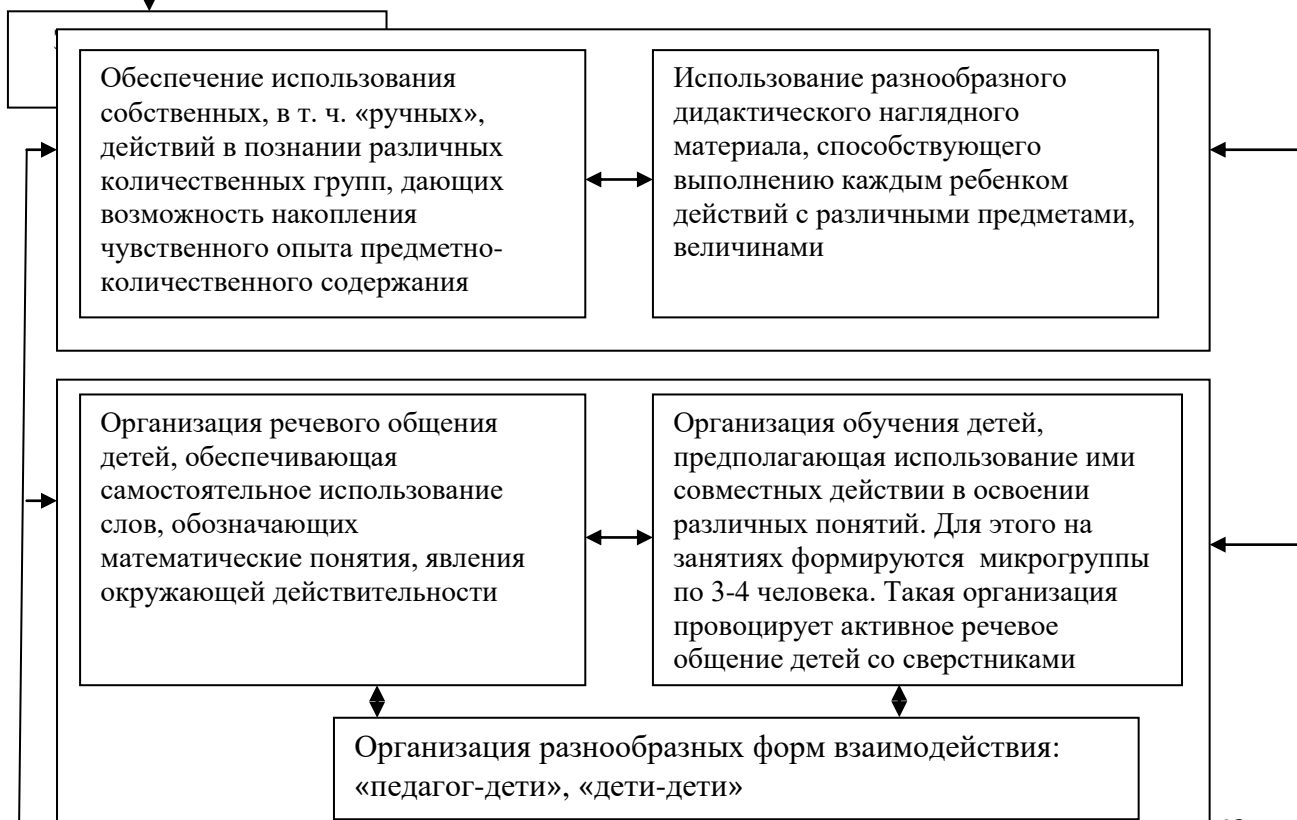 Обеспечение использования
собственных, в т. ч. «ручных»,
действий в познании различных
количественных групп, дающих
возможность накопления
чувственного опыта предметно-
количественного содержания
Использование разнообразного
дидактического наглядного
материала, способствующего
выполнению каждым ребенком
действий с различными предметами,
величинами
Организация речевого общения
детей, обеспечивающая
самостоятельное использование
слов, обозначающих
математические понятия, явления
окружающей действительности
Организация обучения детей,
предполагающая использование ими
совместных действии в освоении
различных понятий. Для этого на
занятиях формируются микрогруппы
по 3-4 человека. Такая организация
провоцирует активное речевое
общение детей со сверстниками
Организация разнообразных форм взаимодействия:
«педагог-дети», «дети-дети»